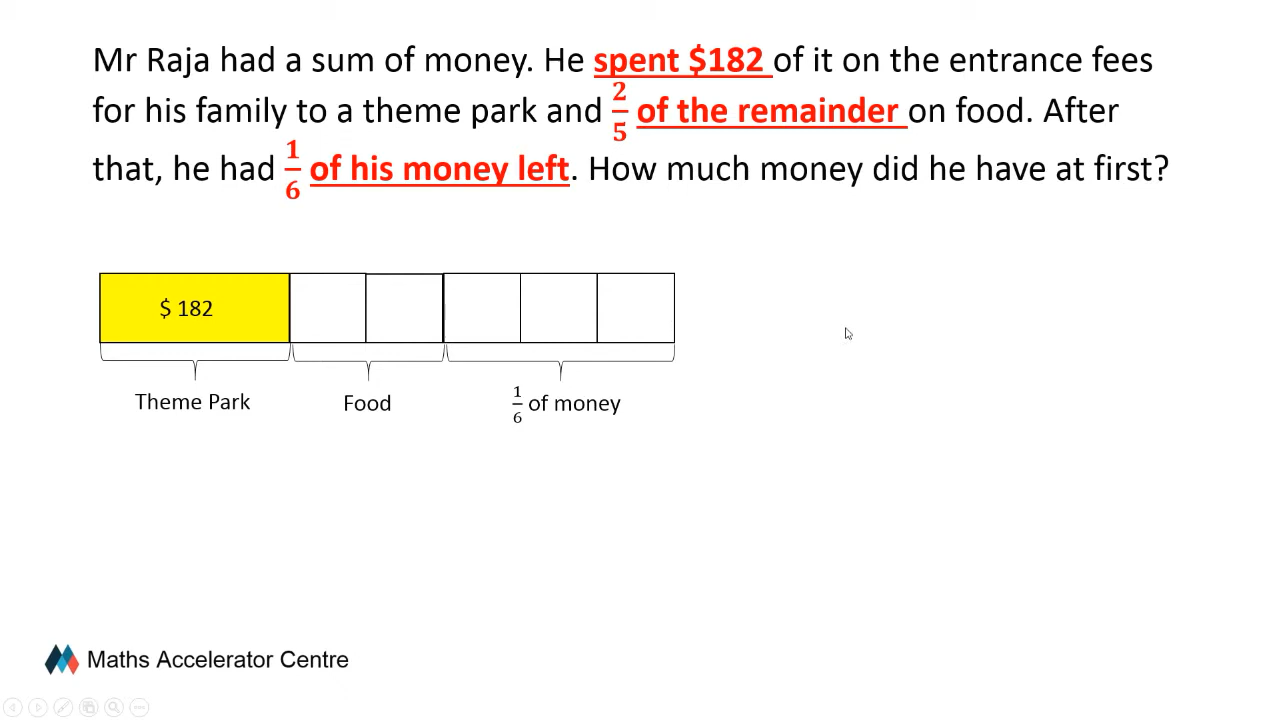 Mr Raja had a sum of money. He spent $182 of it on the entrance fees
for his family to a theme park and 2/5 of the remainder on food. After
that, he had 1/6 of his money left. How much money did he have at first?
$ 182
Theme Park
Food
1/6 of money
Maths Accelerator Centre